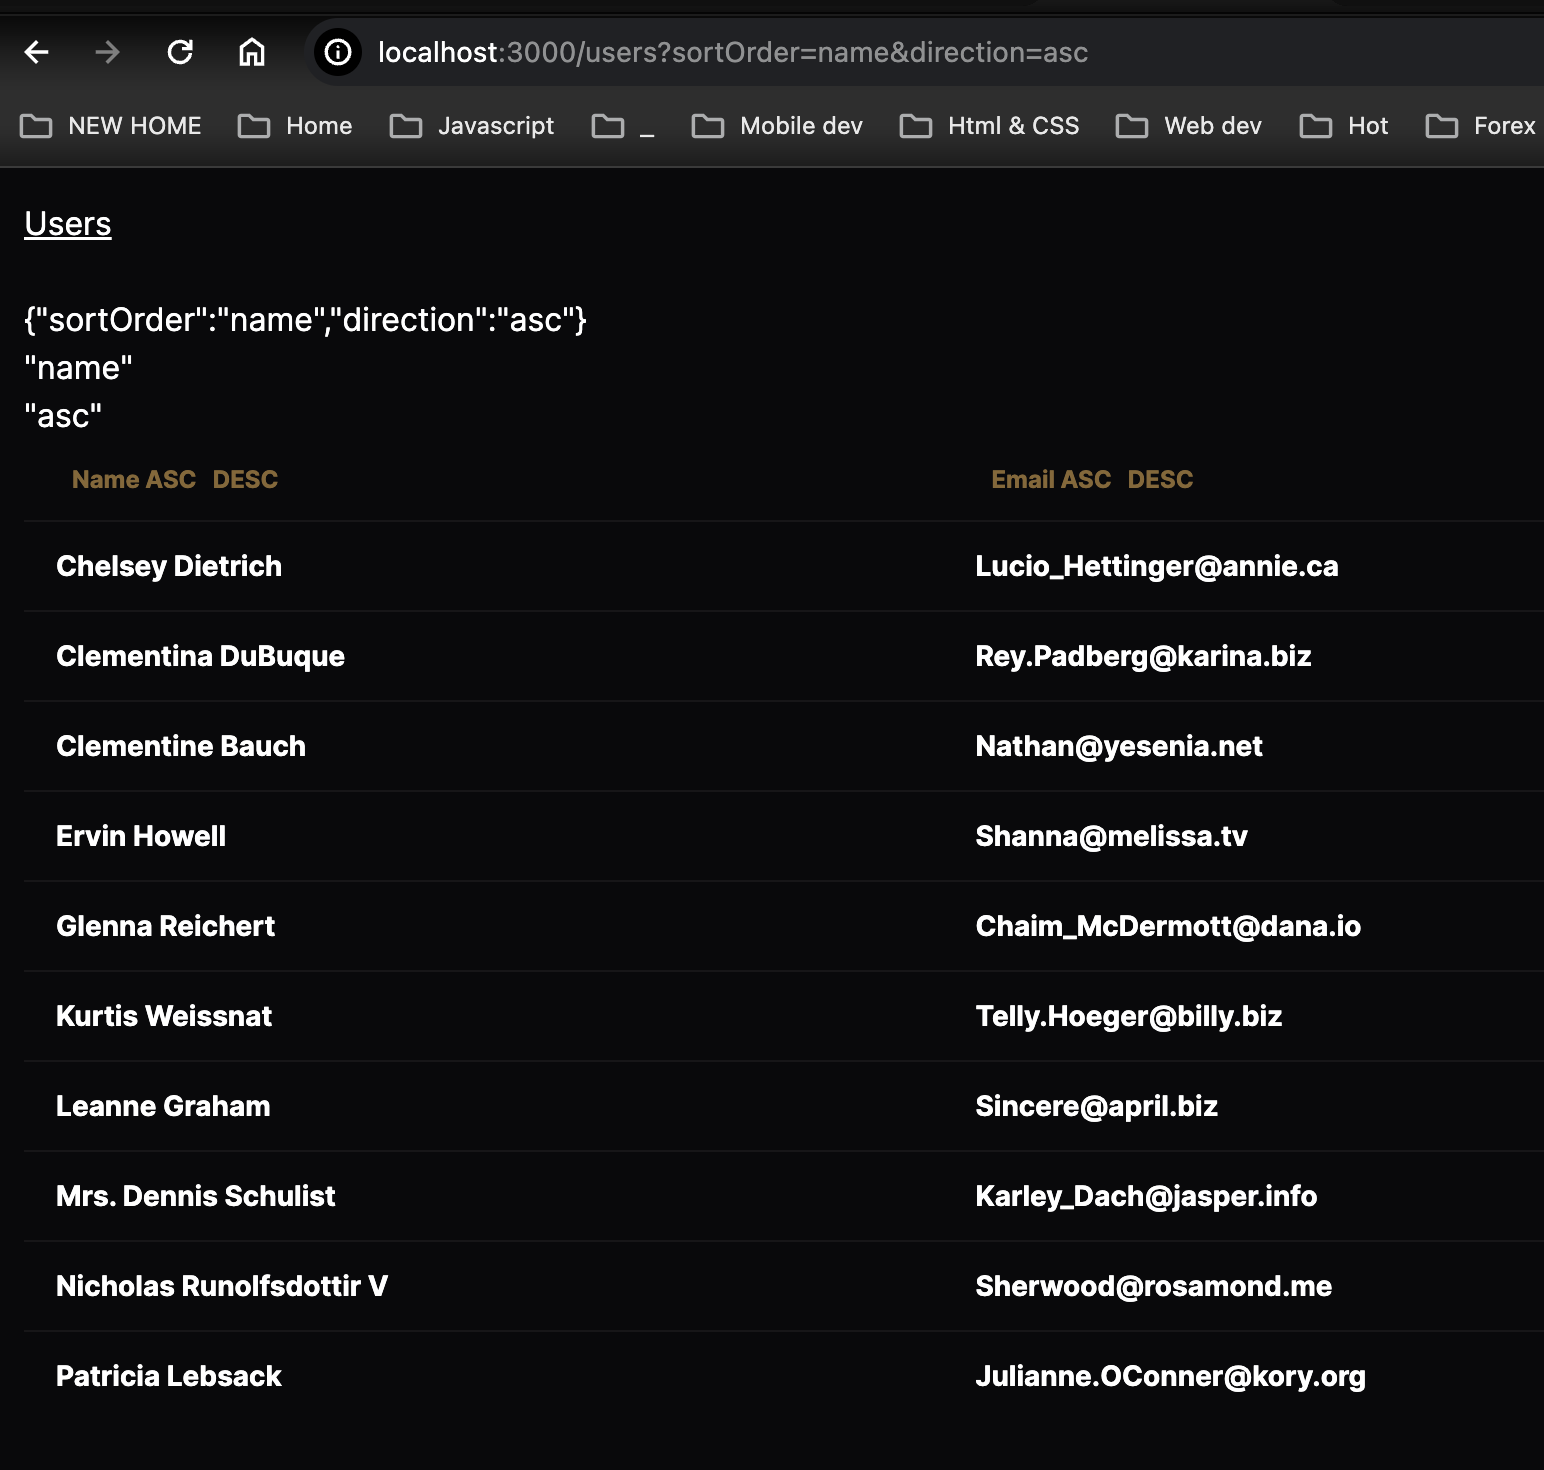 localhost:3000/users?sortOrder=name&direction=asc
NEW HOME Home Javascript _ Mobile dev Html & CSS Web dev Hot Forex
Users
{"sortOrder":"name","direction":"asc"}
"name"
"asc"
Name ASC DESC Email ASC DESC
Chelsey Dietrich Lucio_Hettinger@annie.ca
Clementina DuBuque Rey.Padberg@karina.biz
Clementine Bauch Nathan@yesenia.net
Ervin Howell Shanna@melissa.tv
Glenna Reichert Chaim_McDermott@dana.io
Kurtis Weissnat Telly.Hoeger@billy.biz
Leanne Graham Sincere@april.biz
Mrs. Dennis Schulist Karley_Dach@jasper.info
Nicholas Runolfsdottir V Sherwood@rosamond.me
Patricia Lebsack Julianne.OConner@kory.org